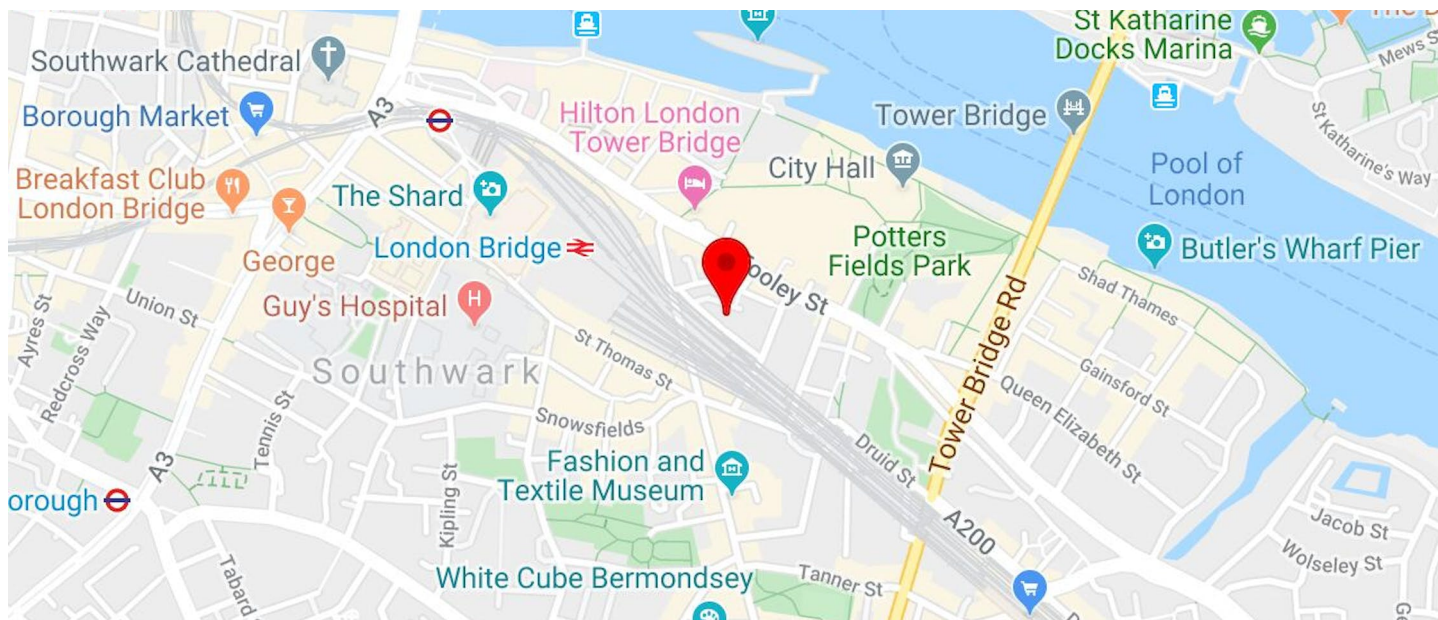 St Katharine
Docks Marina
Mews S
Southwark Cathedral
Borough Market
A3
Hilton London
Tower Bridge
Tower Bridge
City Hall
St Katharine's Way
Pool of
London
Breakfast Club
London Bridge
The Shard
George
London Bridge
Potters
Fields Park
Butler's Wharf Pier
Guy's Hospital
H
Tooley St
Shad Thames
Union St
Ayres St
Redcross Way
Southwark
St Thomas St
Tower Bridge Rd
Gainsford St
Queen Elizabeth St
Tennis St
Snowsfields
Druid St
A3
Fashion and
Textile Museum
orough
Kipling St
A200
Jacob St
Wolseley St
White Cube Bermondsey
Tanner St
Tabard